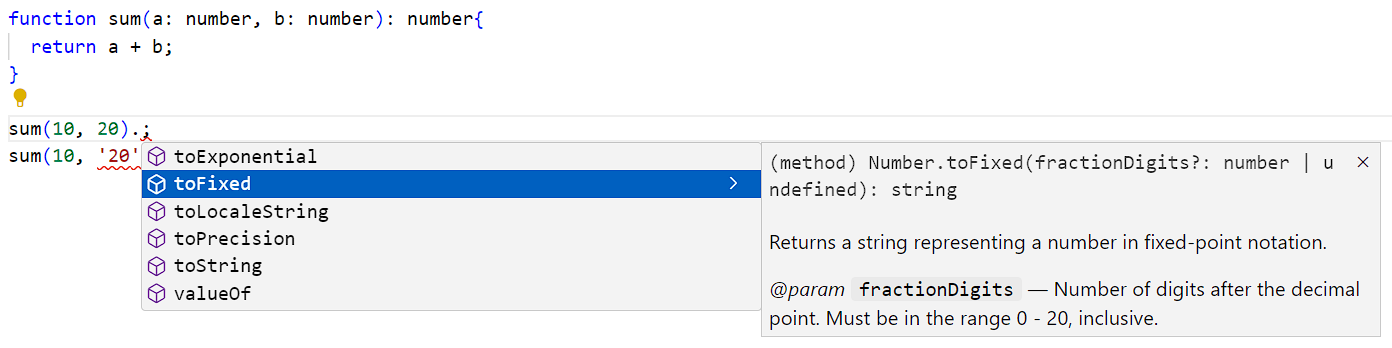 function sum(a: number, b: number): number{
return a + b;
}
sum(10, 20).;
sum(10, '20'
toExponential
toFixed
toLocaleString
toPrecision
toString
valueOf
(method) Number.toFixed(fractionDigits?: number | u
ndefined): string
Returns a string representing a number in fixed-point notation.
@param fractionDigits — Number of digits after the decimal
point. Must be in the range 0 - 20, inclusive.